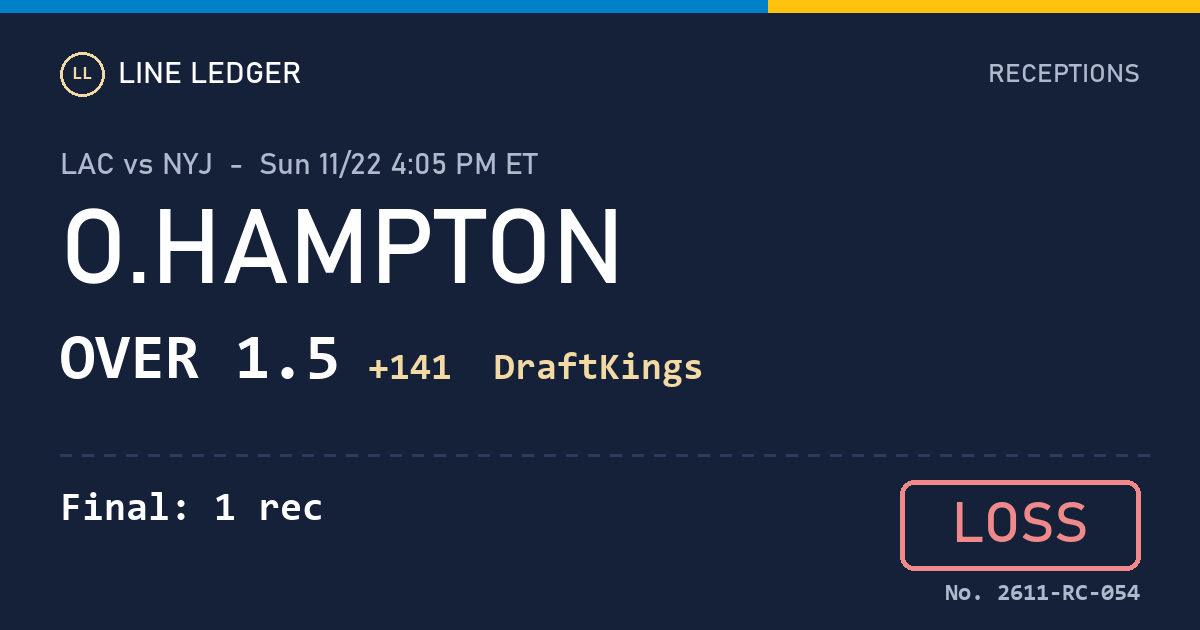 LL LINE LEDGER
RECEPTIONS
LAC vs NYJ - Sun 11/22 4:05 PM ET
O.HAMPTON
OVER 1.5 +141 DraftKings
Final: 1 rec
LOSS
No. 2611-RC-054